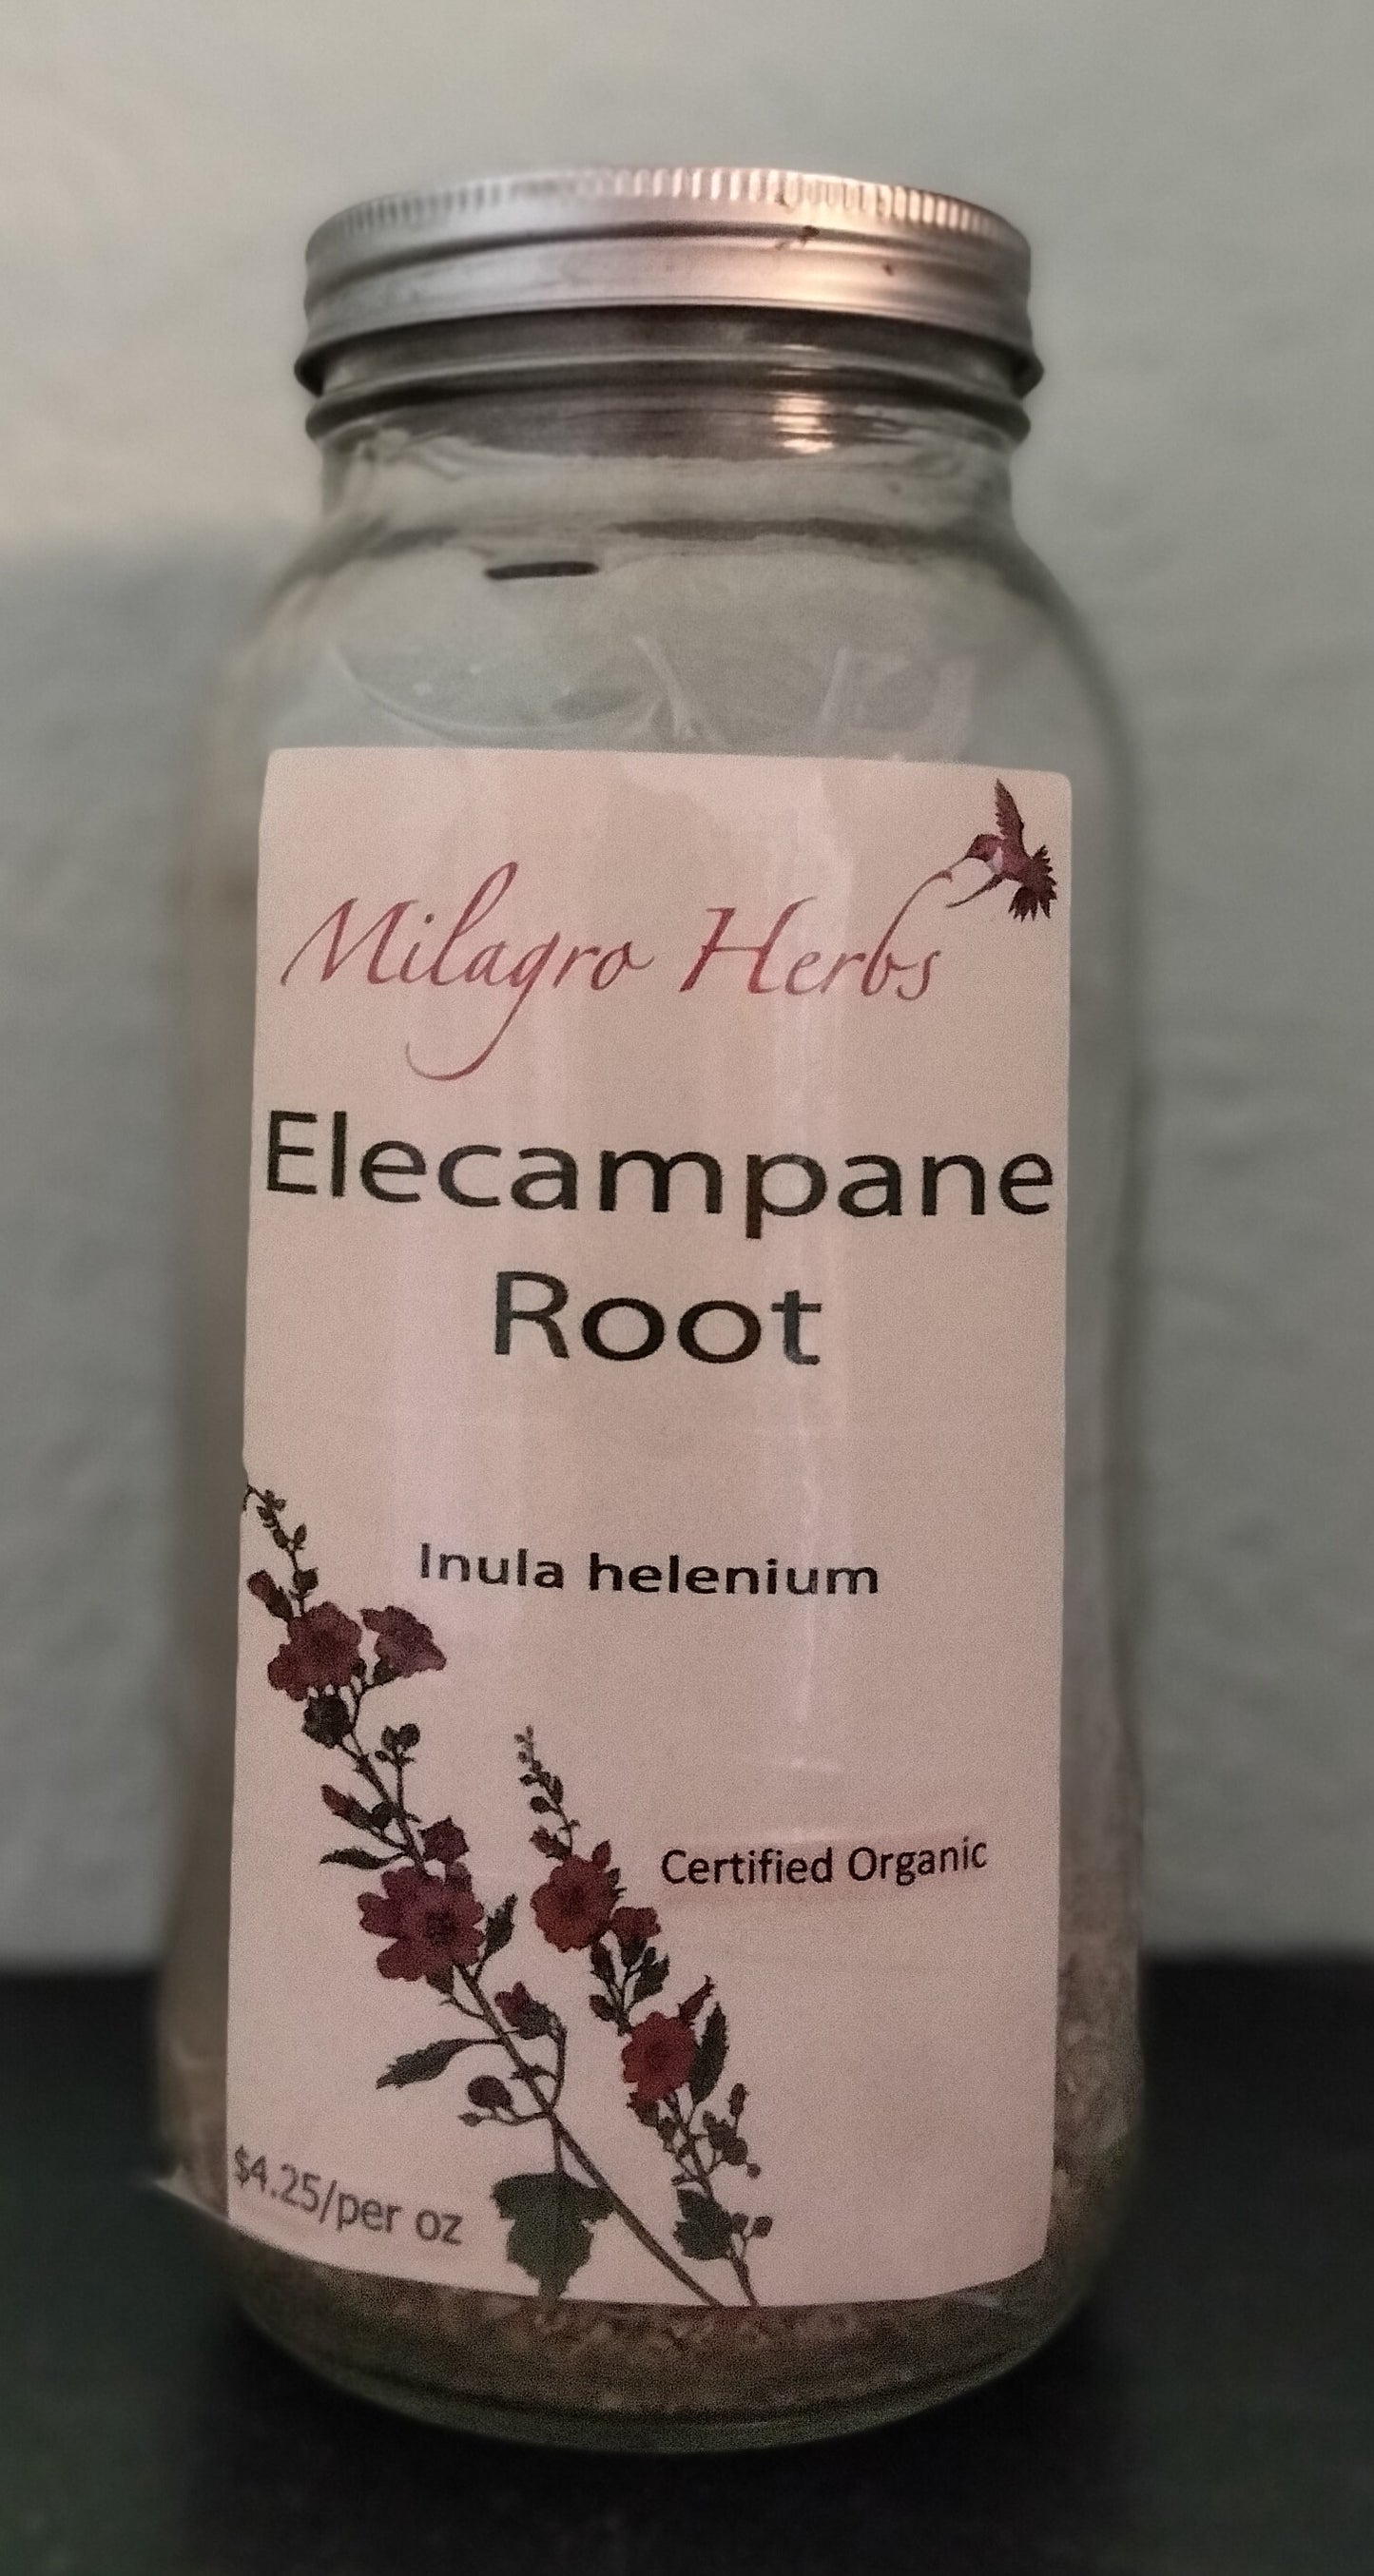 Milagro Herbs
Elecampane
Root
Inula helenium
Certified Organic
$4.25/per oz